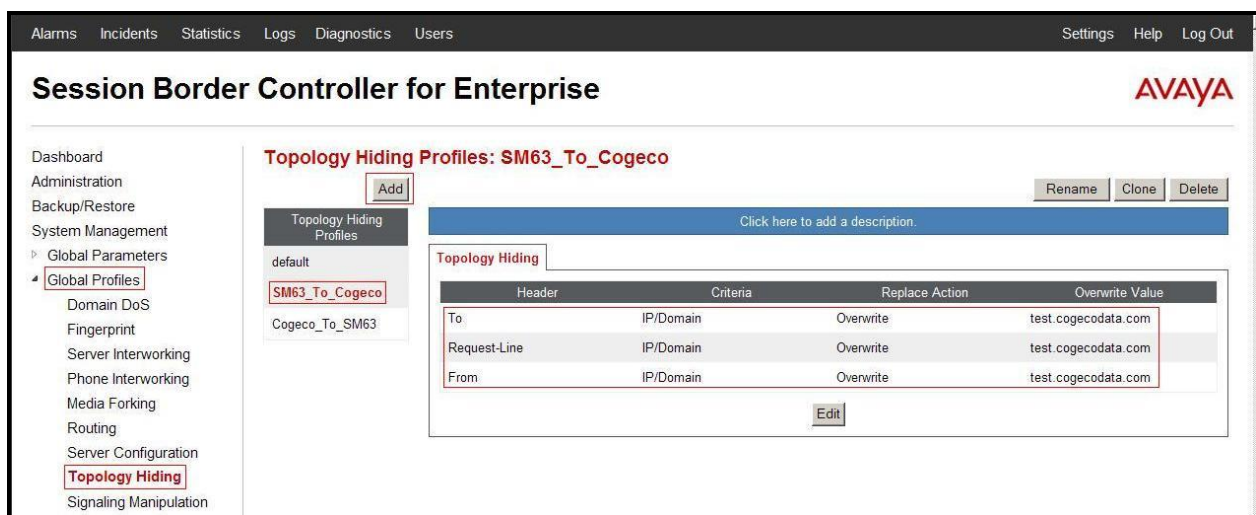 Alarms Incidents Statistics Logs Diagnostics Users Settings Help Log Out
Session Border Controller for Enterprise
AVAYA
Dashboard
Administration
Backup/Restore
System Management
Global Parameters
Global Profiles
Domain DoS
Fingerprint
Server Interworking
Phone Interworking
Media Forking
Routing
Server Configuration
Topology Hiding
Signaling Manipulation
Topology Hiding Profiles: SM63_To_Cogeco
Add
Rename Clone Delete
Topology Hiding
Profiles
default
SM63_To_Cogeco
Cogeco_To_SM63
Click here to add a description.
Topology Hiding
Header Criteria Replace Action Overwrite Value
To IP/Domain Overwrite test.cogecodata.com
Request-Line IP/Domain Overwrite test.cogecodata.com
From IP/Domain Overwrite test.cogecodata.com
Edit